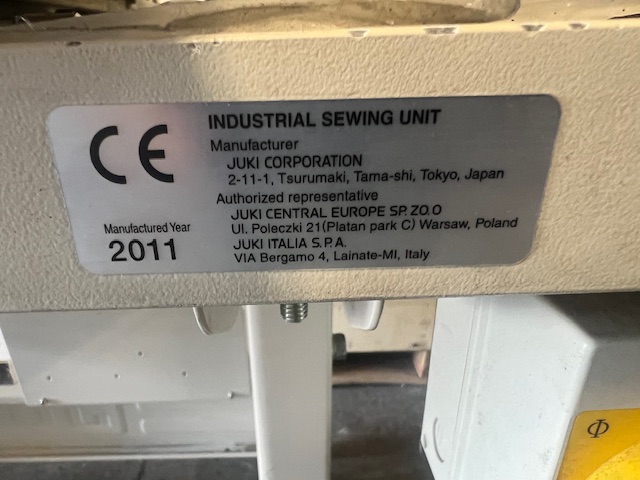 CE
INDUSTRIAL SEWING UNIT
Manufacturer
JUKI CORPORATION
2-11-1, Tsurumaki, Tama-shi, Tokyo, Japan
Authorized representative
JUKI CENTRAL EUROPE SP. ZO.O
Ul. Poleczki 21(Platan park C) Warsaw, Poland
JUKI ITALIA S.P.A.
VIA Bergamo 4, Lainate-MI, Italy
Manufactured Year
2011
Φ